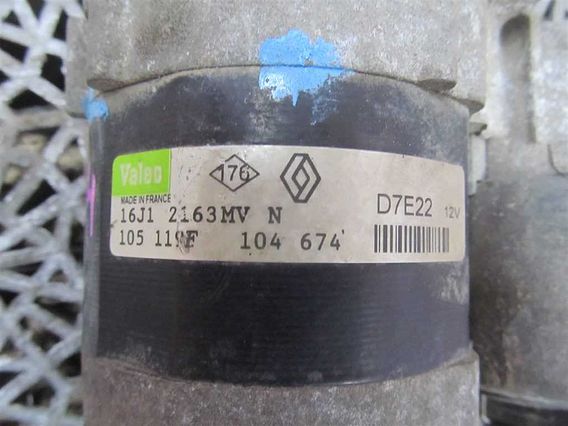 Valeo
MADE IN FRANCE
176
D7E22 12V
16J1 2163MV N
105 119F 104 674